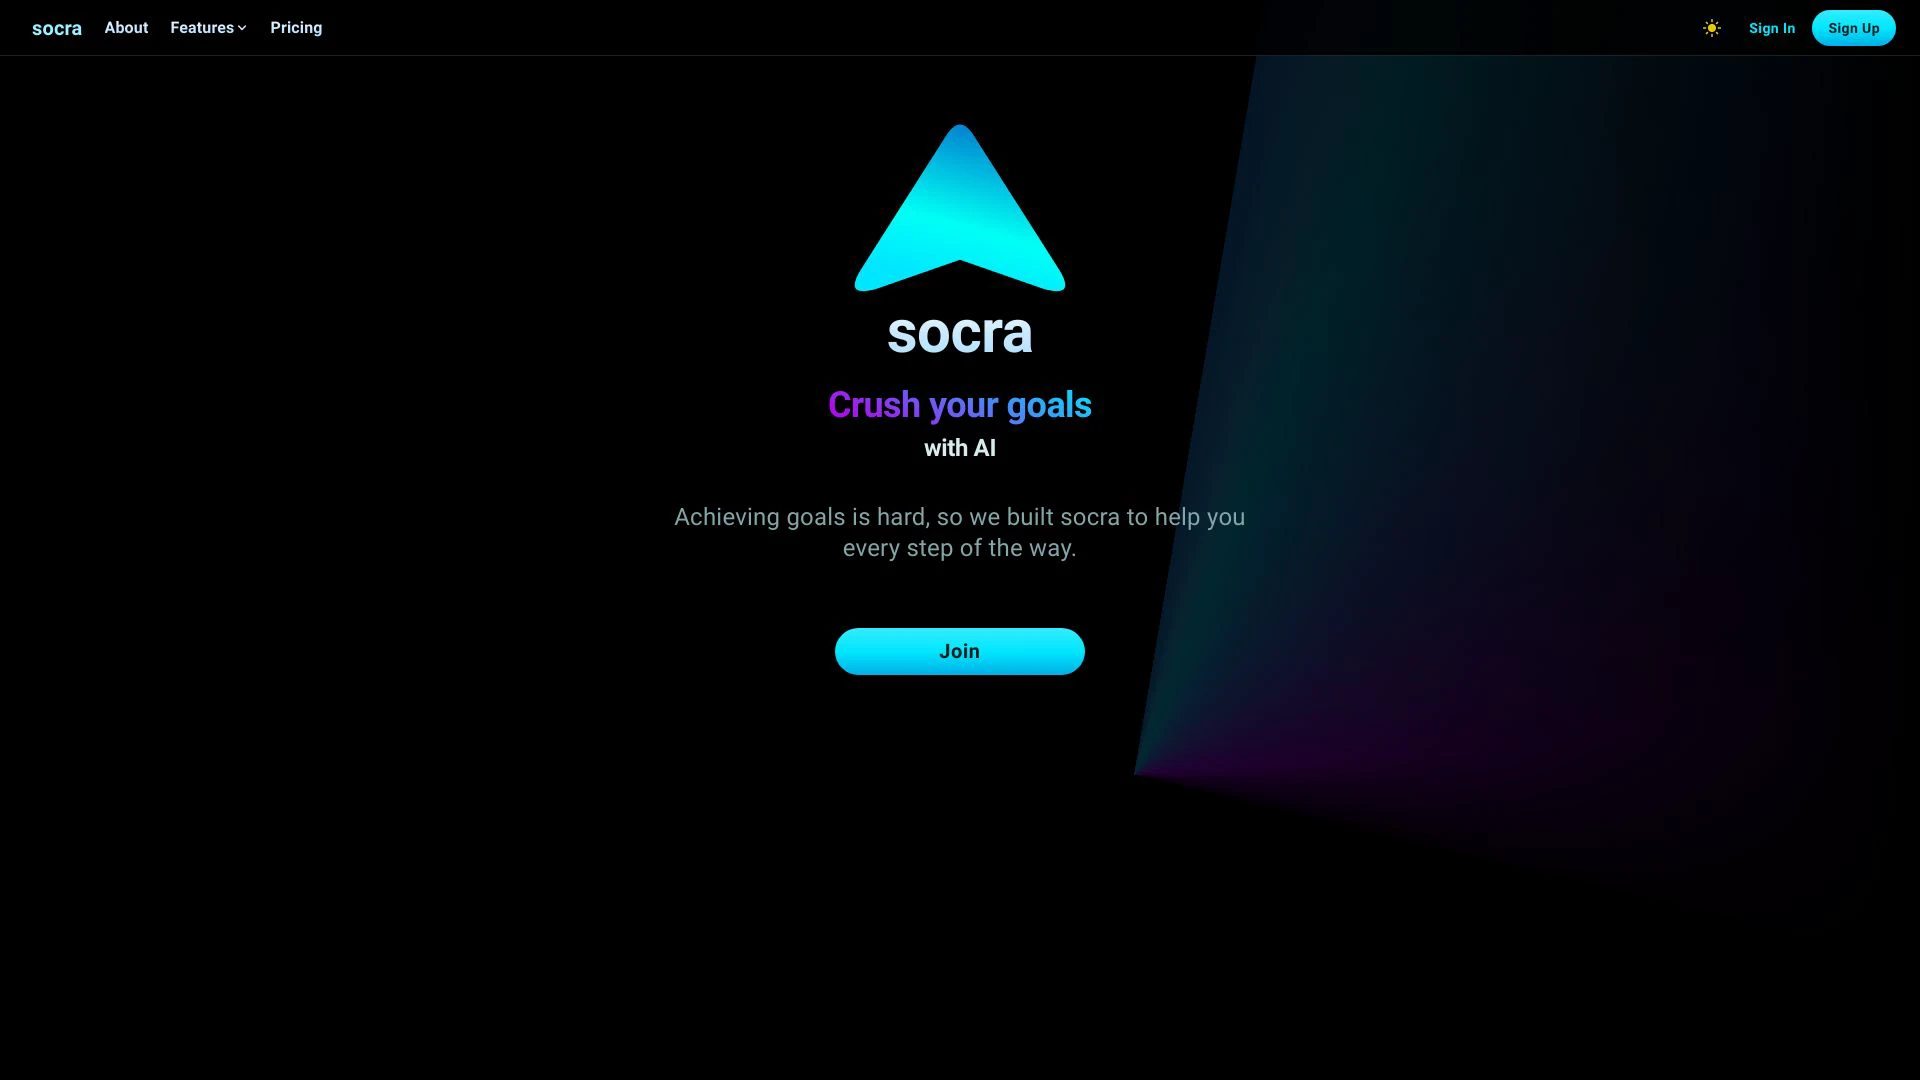 socra About Features Pricing Sign In Sign Up
socra
Crush your goals
with AI
Achieving goals is hard, so we built socra to help you
every step of the way.
Join